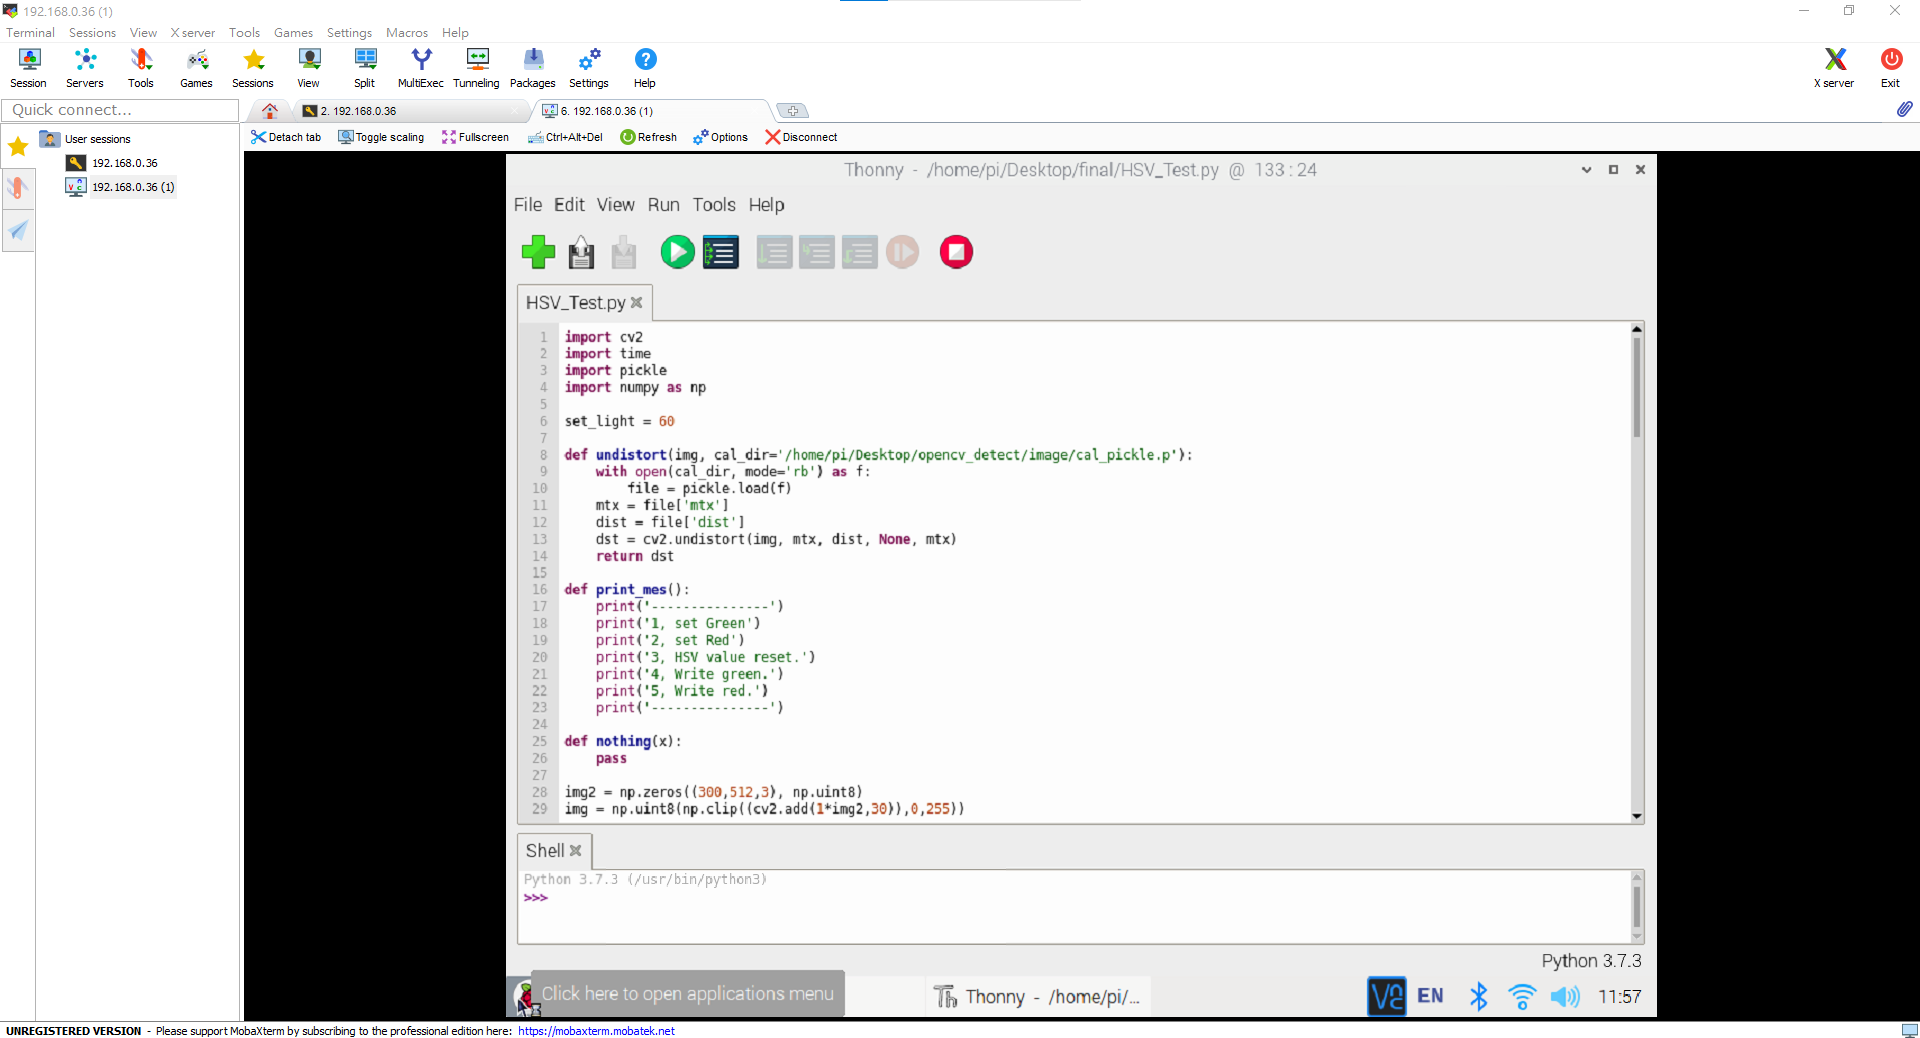 192.168.0.36 (1)
Terminal Sessions View X server Tools Games Settings Macros Help
Session Servers Tools Games Sessions View Split MultiExec Tunneling Packages Settings Help X server Exit
Quick connect...
2. 192.168.0.36
6. 192.168.0.36 (1)
Detach tab Toggle scaling Fullscreen Ctrl+Alt+Del Refresh Options Disconnect
User sessions
192.168.0.36
192.168.0.36 (1)
Thonny - /home/pi/Desktop/final/HSV_Test.py @ 133 : 24
File Edit View Run Tools Help
HSV_Test.py
1 import cv2
2 import time
3 import pickle
4 import numpy as np
5
6 set_light = 60
7
8 def undistort(img, cal_dir='/home/pi/Desktop/opencv_detect/image/cal_pickle.p'):
9     with open(cal_dir, mode='rb') as f:
10         file = pickle.load(f)
11     mtx = file['mtx']
12     dist = file['dist']
13     dst = cv2.undistort(img, mtx, dist, None, mtx)
14     return dst
15
16 def print_mes():
17     print('---------------')
18     print('1, set Green')
19     print('2, set Red')
20     print('3, HSV value reset.')
21     print('4, Write green.')
22     print('5, Write red.')
23     print('---------------')
24
25 def nothing(x):
26     pass
27
28 img2 = np.zeros((300,512,3), np.uint8)
29 img = np.uint8(np.clip((cv2.add(1*img2,30)),0,255))
Shell
Python 3.7.3 (/usr/bin/python3)
>>>
Python 3.7.3
Click here to open applications menu
Thonny - /home/pi/...
EN
11:57
UNREGISTERED VERSION - Please support MobaXterm by subscribing to the professional edition here: https://mobaxterm.mobatek.net